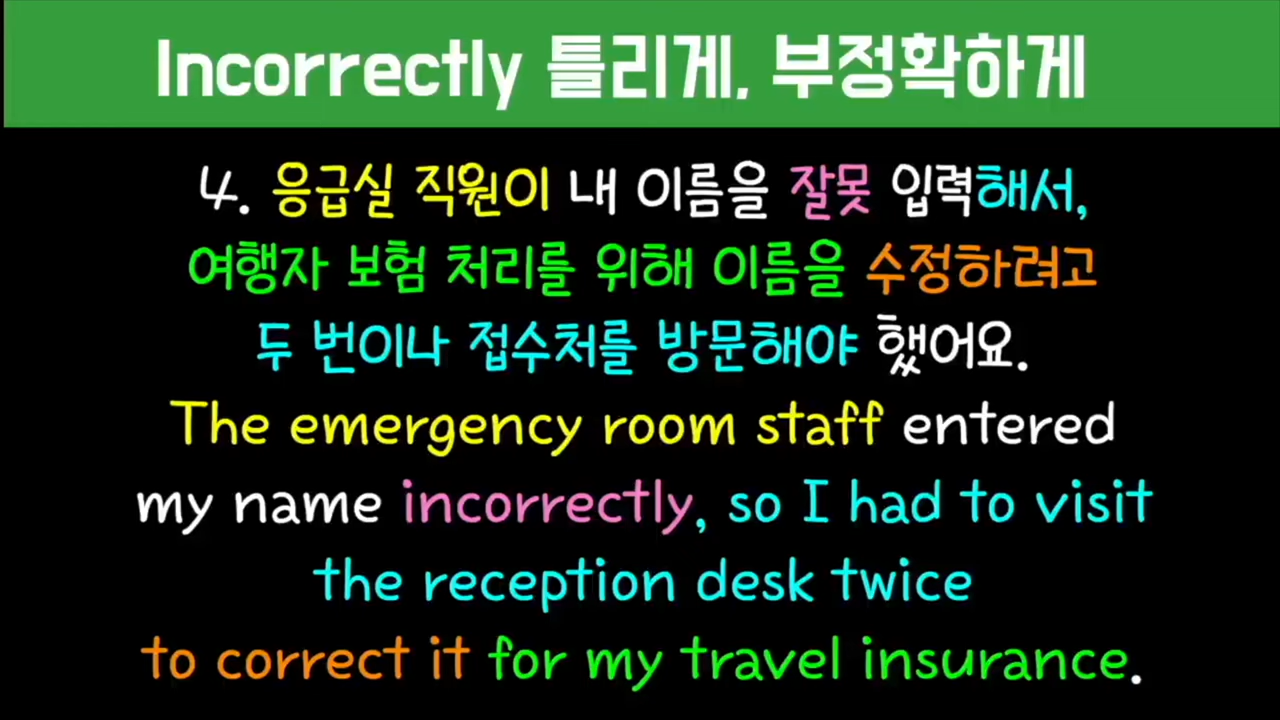 Incorrectly 틀리게, 부정확하게
4. 응급실 직원이 내 이름을 잘못 입력해서,
여행자 보험 처리를 위해 이름을 수정하려고
두 번이나 접수처를 방문해야 했어요.
The emergency room staff entered
my name incorrectly, so I had to visit
the reception desk twice
to correct it for my travel insurance.